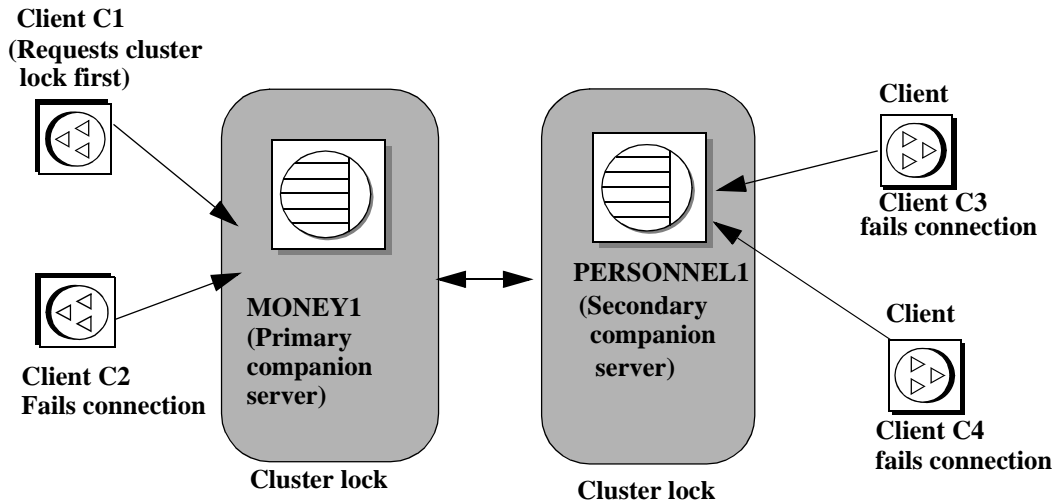 Client C1
(Requests cluster
lock first)
Client C2
Fails connection
MONEY1
(Primary
companion
server)
Cluster lock
PERSONNEL1
(Secondary
companion
server)
Cluster lock
Client
Client C3
fails connection
Client
Client C4
fails connection